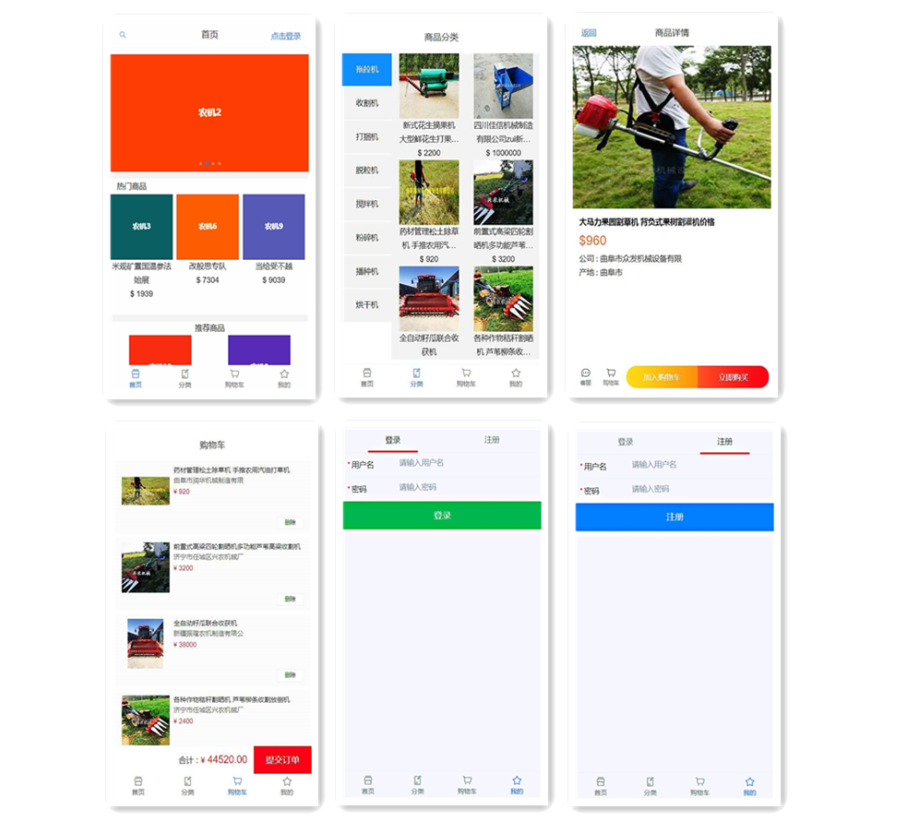 首页
点击登录
农机2
热门商品
农机3
农机6
农机9
米观矿置国温参法
始展
$ 1939
改般思专队
$ 7304
当给受不越
$ 9039
推荐商品
首页
分类
购物车
我的
商品分类
拖拉机
收割机
打捆机
脱粒机
搅拌机
粉碎机
播种机
烘干机
新式花生摘果机
大型鲜花生打果...
$ 2200
四川佳信机械制造
有限公司zui新...
$ 1000000
药材管理松土除草
机 手推农用汽...
$ 920
前置式高粱四轮割
晒机多功能芦苇...
$ 3200
全自动籽瓜联合收
获机
各种作物秸秆割晒
机 芦苇柳条收...
首页
分类
购物车
我的
返回
商品详情
大马力果园割草机 背负式果树割灌机价格
$960
公司 : 曲阜市众发机械设备有限
产地 : 曲阜市
客服
购物车
加入购物车
立即购买
购物车
药材管理松土除草机 手推农用汽油打草机
曲阜市润华机械制造有限
¥ 920
删除
前置式高粱四轮割晒机多功能芦苇高粱收割机
济宁市任城区兴农机械厂
¥ 3200
删除
全自动籽瓜联合收获机
新疆振隆农机制造有限公
¥ 38000
删除
各种作物秸秆割晒机 芦苇柳条收割放倒机
济宁市任城区兴农机械厂
¥ 2400
合计 : ¥ 44520.00
提交订单
首页
分类
购物车
我的
登录
注册
* 用户名
请输入用户名
* 密码
请输入密码
登录
首页
分类
购物车
我的
登录
注册
* 用户名
请输入用户名
* 密码
请输入密码
注册
首页
分类
购物车
我的